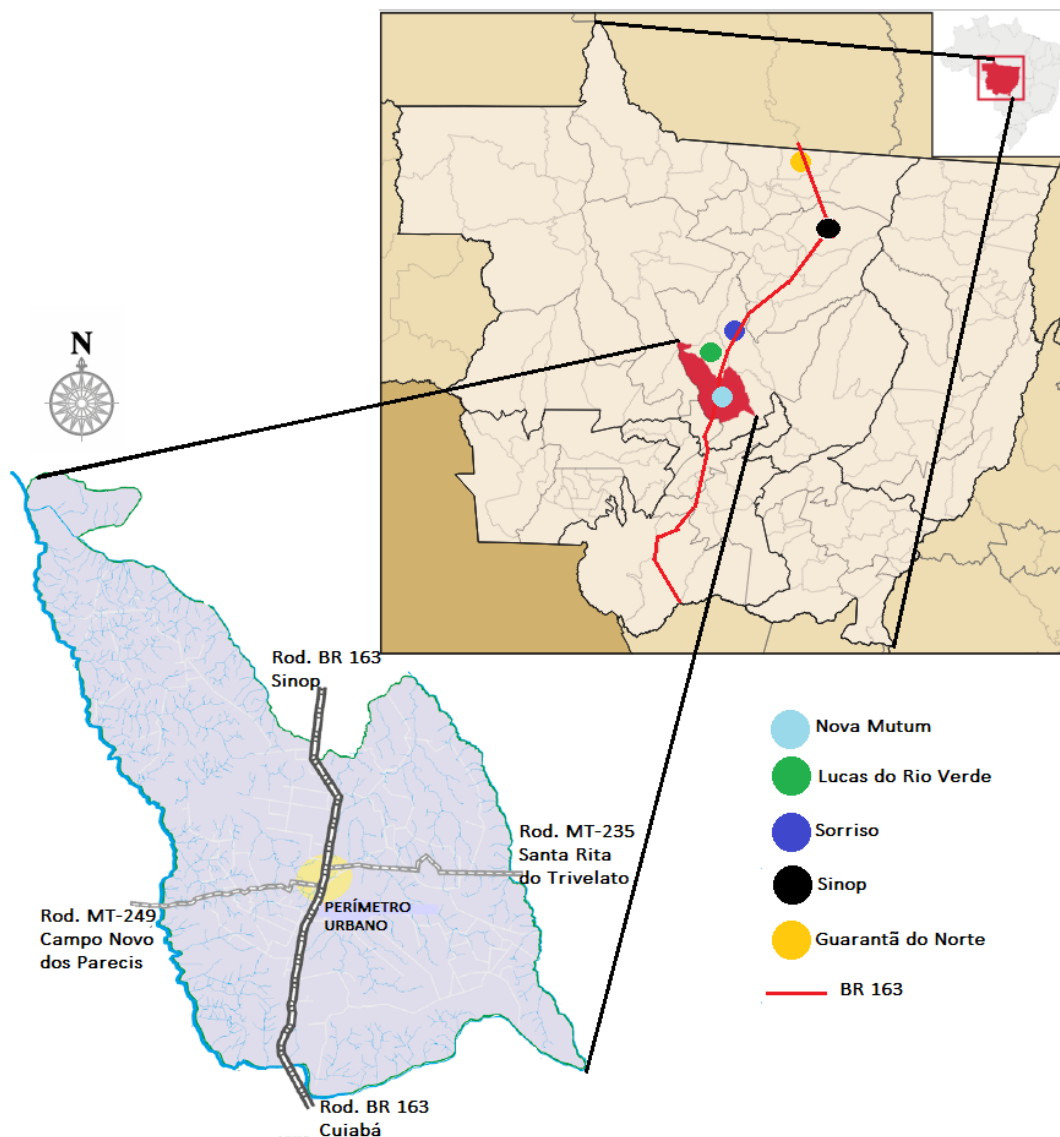 N
Rod. BR 163
Sinop
Rod. MT-235
Santa Rita
do Trivelato
PERÍMETRO
URBANO
Rod. MT-249
Campo Novo
dos Parecis
Rod. BR 163
Cuiabá
Nova Mutum
Lucas do Rio Verde
Sorriso
Sinop
Guarantã do Norte
BR 163